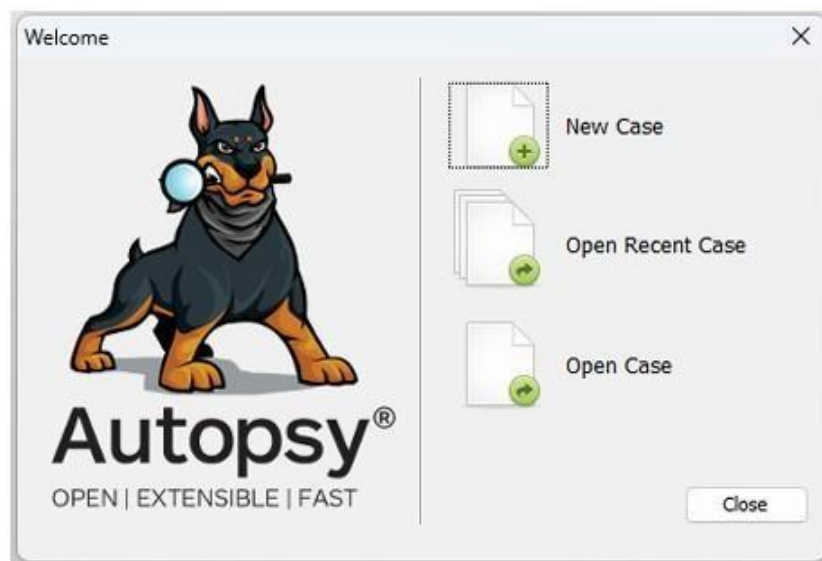 Welcome
New Case
Open Recent Case
Open Case
Autopsy®
OPEN | EXTENSIBLE | FAST
Close